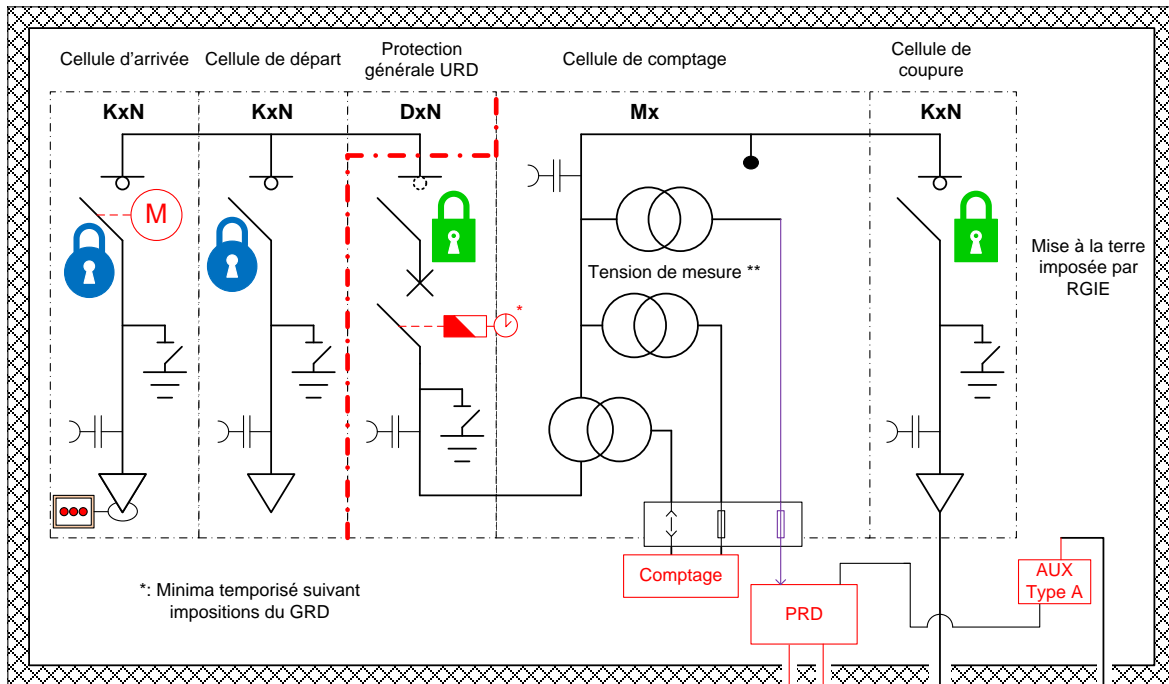 Cellule d'arrivée
Cellule de départ
Protection
générale URD
Cellule de comptage
Cellule de
coupure
KxN
KxN
DxN
Mx
KxN
M
Mise à la terre
imposée par
RGIE
Tension de mesure **
*
Comptage
AUX
Type A
PRD
*: Minima temporisé suivant
impositions du GRD